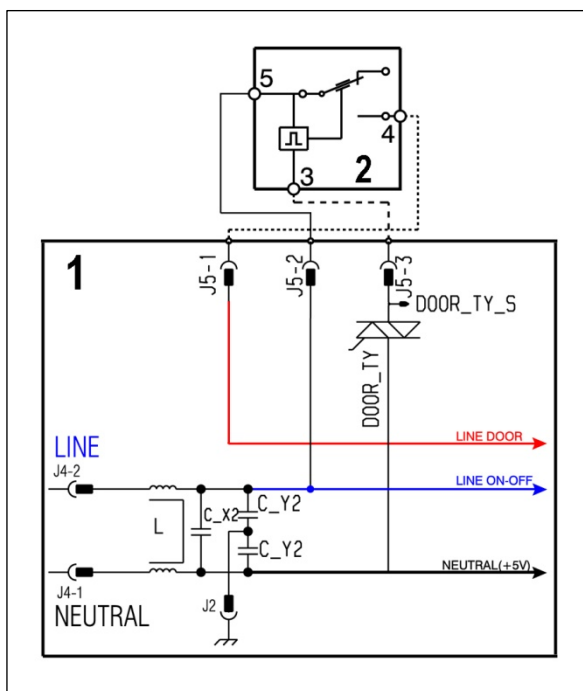 5
4
3
2
1
J5-1
J5-2
J5-3
DOOR_TY_S
DOOR_TY
LINE DOOR
LINE
J4-2
LINE ON-OFF
C_Y2
C_X2
L
C_Y2
NEUTRAL(+5V)
J4-1
J2
NEUTRAL